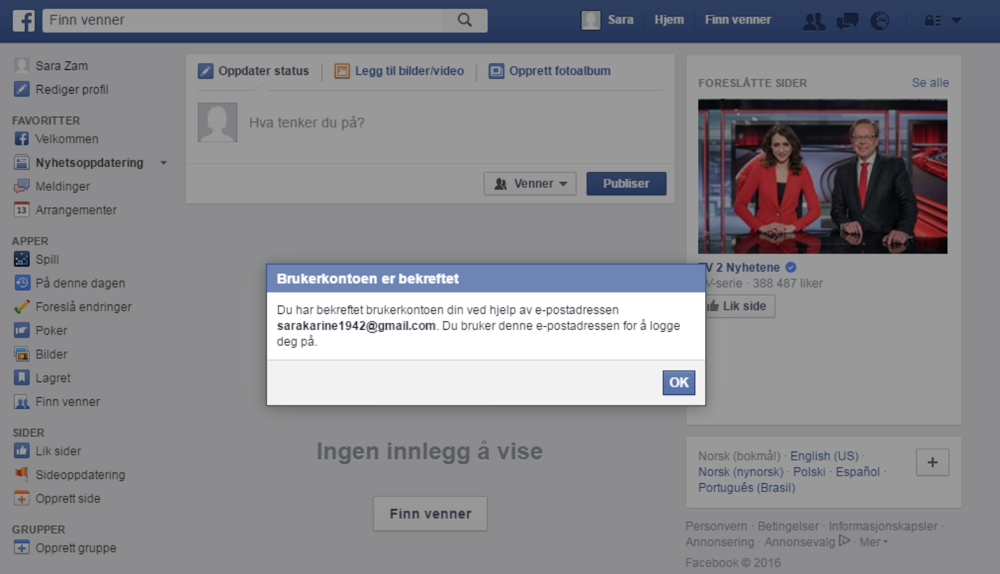 Finn venner
Sara
Hjem
Finn venner
Sara Zam
Rediger profil
FAVORITTER
Velkommen
Nyhetsoppdatering
Meldinger
13 Arrangementer
APPER
Spill
På denne dagen
Foreslå endringer
Poker
Bilder
Lagret
Finn venner
SIDER
Lik sider
Sideoppdatering
Opprett side
GRUPPER
Opprett gruppe
Oppdater status
Legg til bilder/video
Opprett fotoalbum
Hva tenker du på?
Venner
Publiser
Brukerkontoen er bekreftet
Du har bekreftet brukerkontoen din ved hjelp av e-postadressen
sarakarine1942@gmail.com. Du bruker denne e-postadressen for å logge
deg på.
OK
Ingen innlegg å vise
Finn venner
FORESLÅTTE SIDER
Se alle
V 2 Nyhetene
V-serie · 388 487 liker
Lik side
Norsk (bokmål) · English (US) ·
Norsk (nynorsk) · Polski · Español ·
Português (Brasil)
+
Personvern · Betingelser · Informasjonskapsler ·
Annonsering · Annonsevalg · Mer
Facebook © 2016